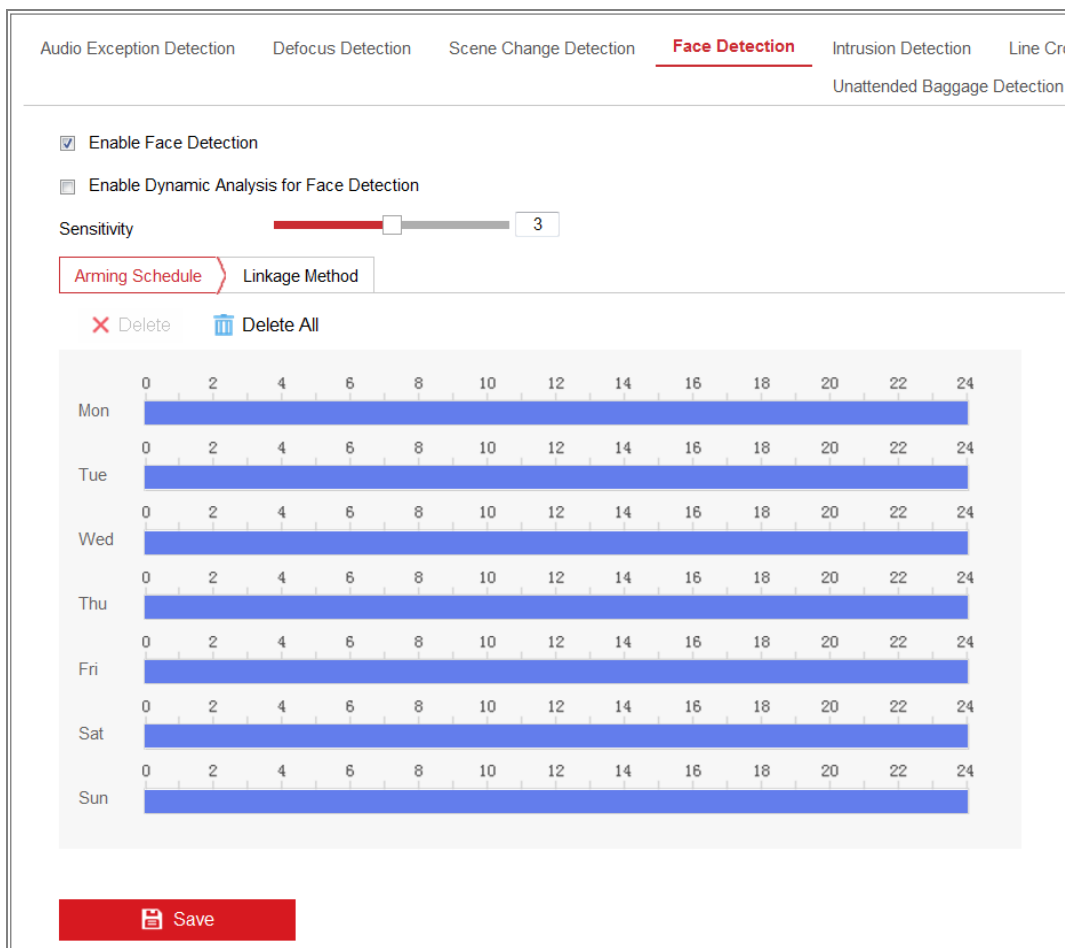 Audio Exception Detection Defocus Detection Scene Change Detection Face Detection Intrusion Detection Line Cro
Unattended Baggage Detection
Enable Face Detection
Enable Dynamic Analysis for Face Detection
Sensitivity 3
Arming Schedule Linkage Method
Delete Delete All
0 2 4 6 8 10 12 14 16 18 20 22 24
Mon
0 2 4 6 8 10 12 14 16 18 20 22 24
Tue
0 2 4 6 8 10 12 14 16 18 20 22 24
Wed
0 2 4 6 8 10 12 14 16 18 20 22 24
Thu
0 2 4 6 8 10 12 14 16 18 20 22 24
Fri
0 2 4 6 8 10 12 14 16 18 20 22 24
Sat
0 2 4 6 8 10 12 14 16 18 20 22 24
Sun
Save